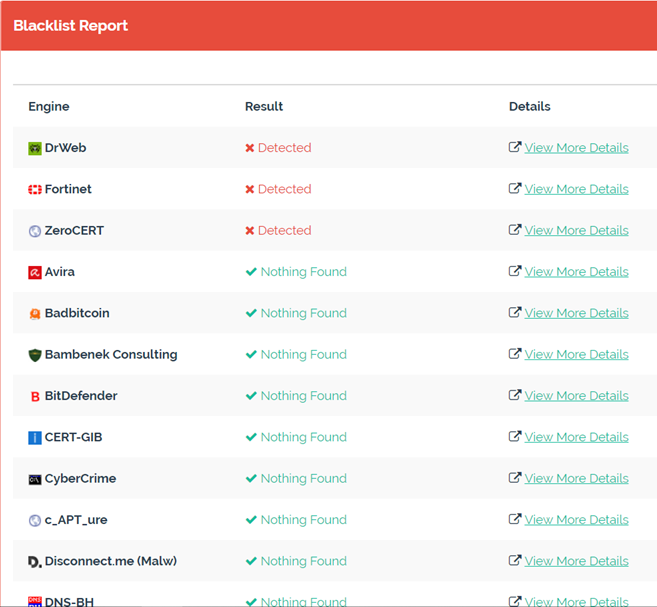 Blacklist Report
Engine Result Details
DrWeb Detected View More Details
Fortinet Detected View More Details
ZeroCERT Detected View More Details
Avira Nothing Found View More Details
Badbitcoin Nothing Found View More Details
Bambenek Consulting Nothing Found View More Details
BitDefender Nothing Found View More Details
CERT-GIB Nothing Found View More Details
CyberCrime Nothing Found View More Details
c_APT_ure Nothing Found View More Details
Disconnect.me (Malw) Nothing Found View More Details
DNS-BH Nothing Found View More Details